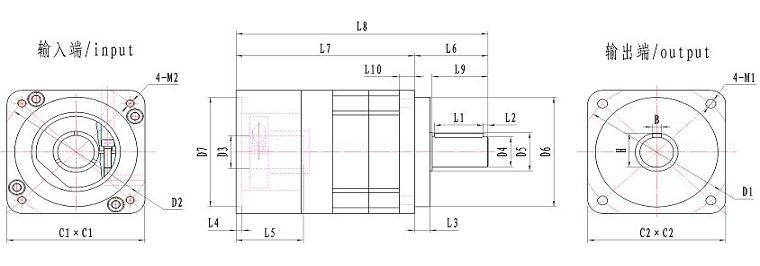 输入端/input
4-M2
D2
C1×C1
L8
L7
L6
L10
L9
L1
L2
D7
D3
D4
D5
D6
L4
L5
L3
输出端/output
4-M1
B
H
D1
C2×C2